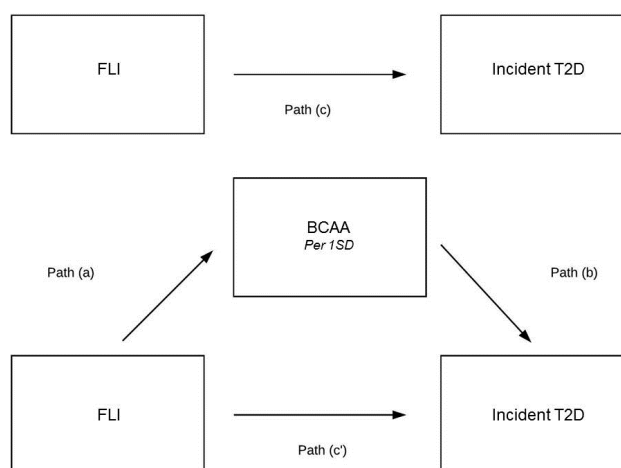 FLI
Incident T2D
Path (c)
BCAA
Per 1SD
Path (a)
Path (b)
FLI
Incident T2D
Path (c')